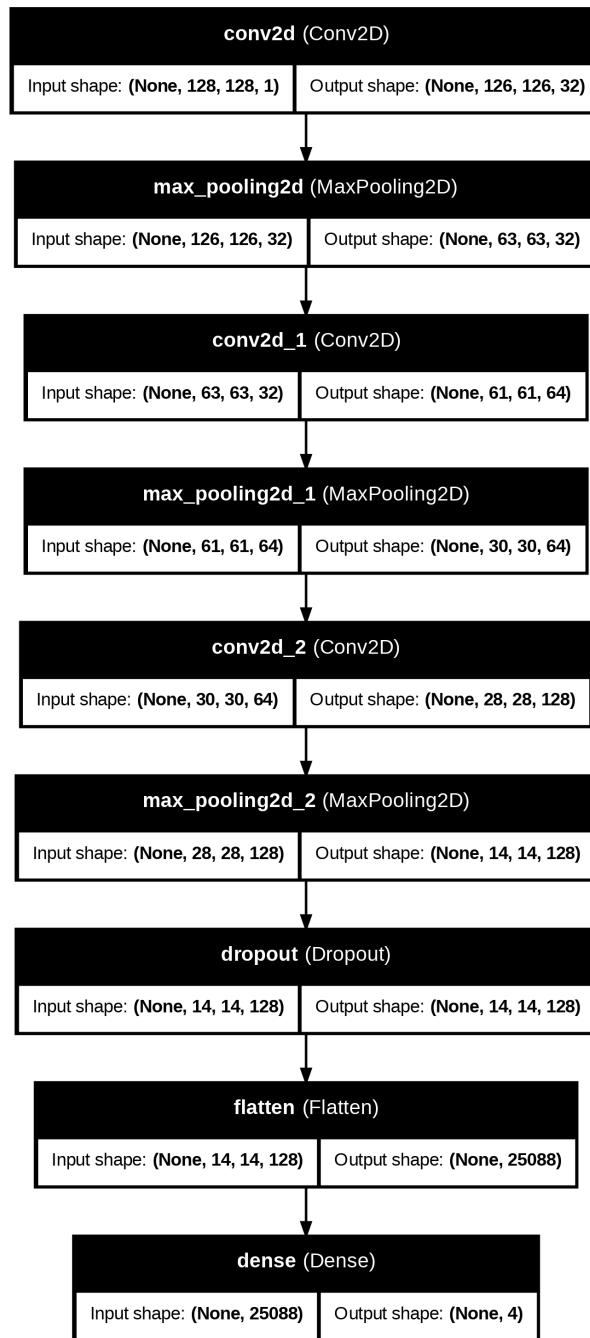 conv2d (Conv2D)
Input shape: (None, 128, 128, 1) Output shape: (None, 126, 126, 32)
max_pooling2d (MaxPooling2D)
Input shape: (None, 126, 126, 32) Output shape: (None, 63, 63, 32)
conv2d_1 (Conv2D)
Input shape: (None, 63, 63, 32) Output shape: (None, 61, 61, 64)
max_pooling2d_1 (MaxPooling2D)
Input shape: (None, 61, 61, 64) Output shape: (None, 30, 30, 64)
conv2d_2 (Conv2D)
Input shape: (None, 30, 30, 64) Output shape: (None, 28, 28, 128)
max_pooling2d_2 (MaxPooling2D)
Input shape: (None, 28, 28, 128) Output shape: (None, 14, 14, 128)
dropout (Dropout)
Input shape: (None, 14, 14, 128) Output shape: (None, 14, 14, 128)
flatten (Flatten)
Input shape: (None, 14, 14, 128) Output shape: (None, 25088)
dense (Dense)
Input shape: (None, 25088) Output shape: (None, 4)